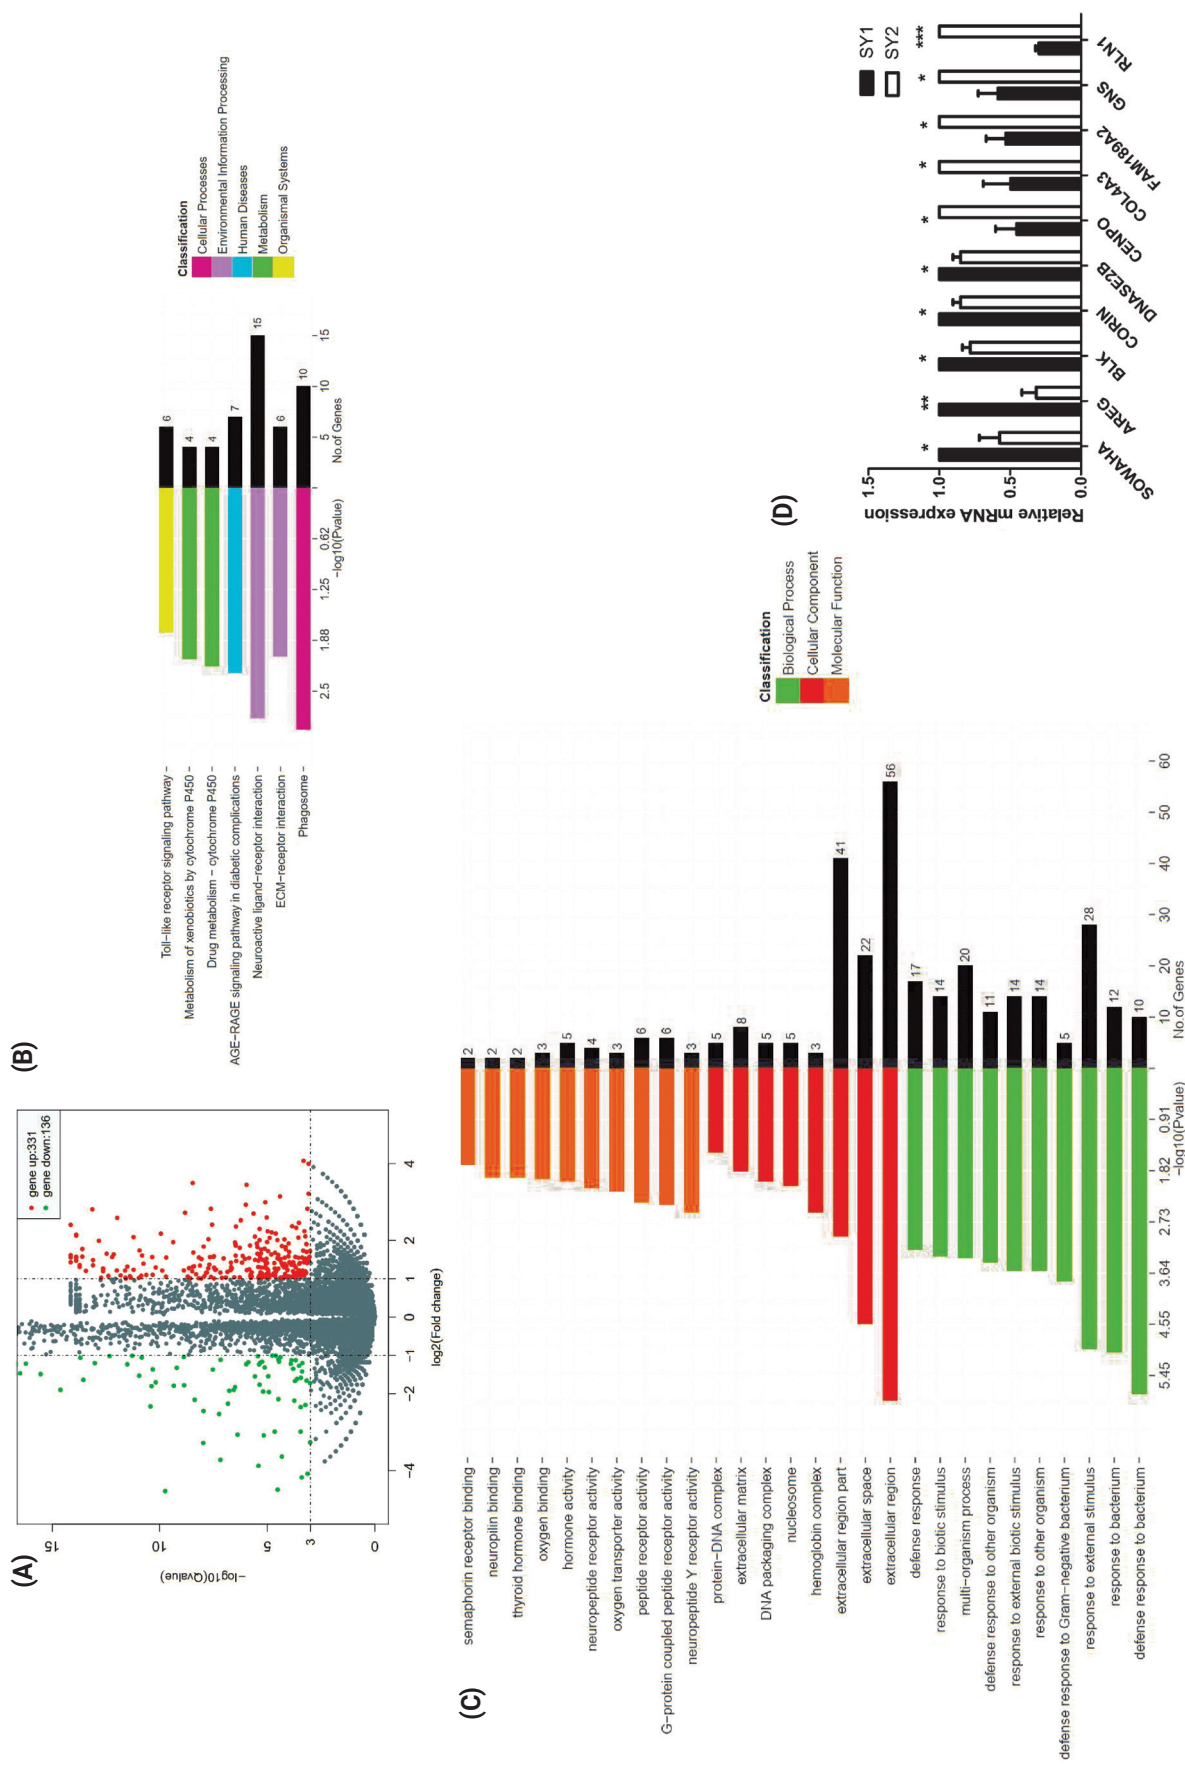 (A)
gene up:331
gene down:136
−log10(Qvalue)
15
10
5
3
0
−4
−2
−1
0
1
2
4
log2(Fold change)
(B)
Toll−like receptor signaling pathway
Metabolism of xenobiotics by cytochrome P450
Drug metabolism − cytochrome P450
AGE−RAGE signaling pathway in diabetic complications
Neuroactive ligand−receptor interaction
ECM−receptor interaction
Phagosome
6
4
4
7
15
6
10
2.5
1.88
1.25
0.62
5
10
15
−log10(Pvalue)
No.of Genes
Classification
Cellular Processes
Environmental Information Processing
Human Diseases
Metabolism
Organismal Systems
(C)
semaphorin receptor binding
neuropilin binding
thyroid hormone binding
oxygen binding
hormone activity
neuropeptide receptor activity
oxygen transporter activity
peptide receptor activity
G−protein coupled peptide receptor activity
neuropeptide Y receptor activity
protein−DNA complex
extracellular matrix
DNA packaging complex
nucleosome
hemoglobin complex
extracellular region part
extracellular space
extracellular region
defense response
response to biotic stimulus
multi−organism process
defense response to other organism
response to external biotic stimulus
response to other organism
defense response to Gram−negative bacterium
response to external stimulus
response to bacterium
defense response to bacterium
2
2
2
3
5
4
3
6
6
3
5
8
5
5
3
41
22
56
17
14
20
11
14
14
5
28
12
10
5.45
4.55
3.64
2.73
1.82
0.91
10
20
30
40
50
60
−log10(Pvalue)
No.of Genes
Classification
Biological Process
Cellular Component
Molecular Function
(D)
Relative mRNA expression
1.5
1.0
0.5
0.0
SY1
SY2
*
**
*
*
*
*
*
*
*
***
SOWAHA
AREG
BLK
CORIN
DNASE2B
CENPO
COL4A3
FAM189A2
GNS
RLN1